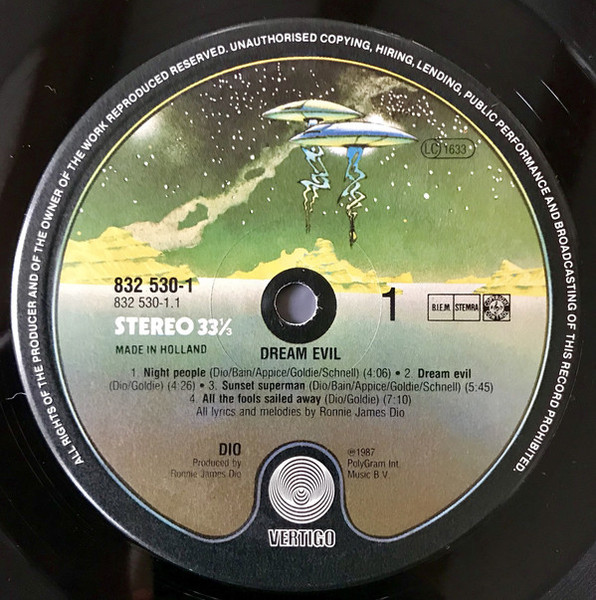 ALL RIGHTS OF THE PRODUCER AND OF THE OWNER OF THE WORK REPRODUCED RESERVED. UNAUTHORISED COPYING, HIRING, LENDING, PUBLIC PERFORMANCE AND BROADCASTING OF THIS RECORD PROHIBITED.
LC 1633
832 530-1
832 530-1.1
STEREO 33⅓
MADE IN HOLLAND
1
B.I.E.M. STEMRA
DREAM EVIL
1. Night people (Dio/Bain/Appice/Goldie/Schnell) (4:06) • 2. Dream evil
(Dio/Goldie) (4:26) • 3. Sunset superman (Dio/Bain/Appice/Goldie/Schnell) (5:45)
4. All the fools sailed away (Dio/Goldie) (7:10)
All lyrics and melodies by Ronnie James Dio
DIO
Produced by
Ronnie James Dio
℗1987
PolyGram Int.
Music B.V.
VERTIGO